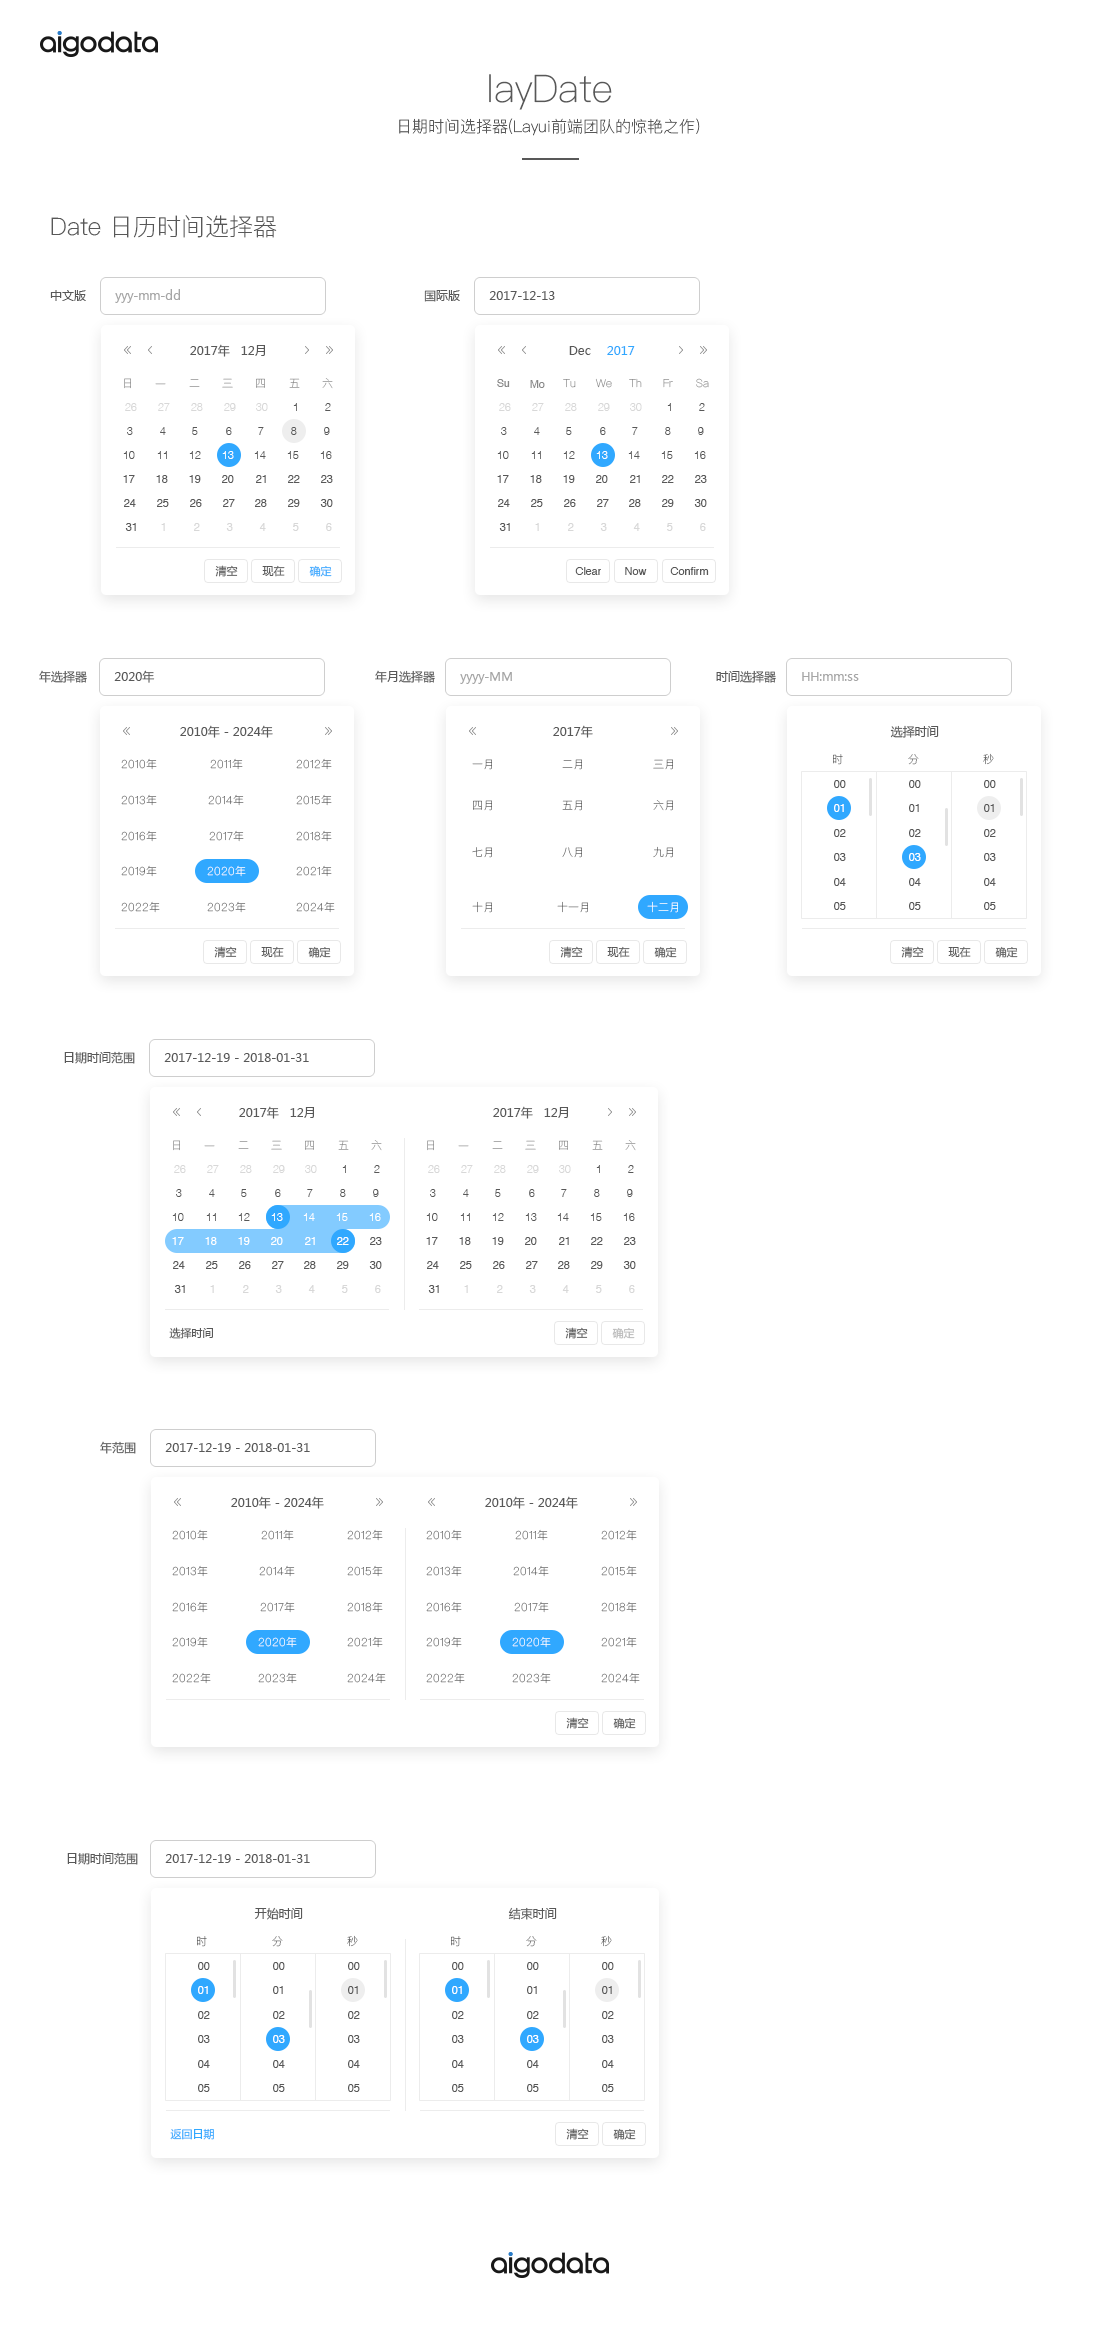 aigodata
layDate
日期时间选择器(Layui前端团队的惊艳之作)
Date 日历时间选择器
中文版 yyy-mm-dd 国际版 2017-12-13
2017年 12月
日 一 二 三 四 五 六
26 27 28 29 30 1 2
3 4 5 6 7 8 9
10 11 12 13 14 15 16
17 18 19 20 21 22 23
24 25 26 27 28 29 30
31 1 2 3 4 5 6
清空 现在 确定
Dec 2017
Su Mo Tu We Th Fr Sa
26 27 28 29 30 1 2
3 4 5 6 7 8 9
10 11 12 13 14 15 16
17 18 19 20 21 22 23
24 25 26 27 28 29 30
31 1 2 3 4 5 6
Clear Now Confirm
年选择器 2020年 年月选择器 yyyy-MM 时间选择器 HH:mm:ss
2010年 - 2024年
2010年 2011年 2012年
2013年 2014年 2015年
2016年 2017年 2018年
2019年 2020年 2021年
2022年 2023年 2024年
清空 现在 确定
2017年
一月 二月 三月
四月 五月 六月
七月 八月 九月
十月 十一月 十二月
清空 现在 确定
选择时间
时 分 秒
00 00 00
01 01 01
02 02 02
03 03 03
04 04 04
05 05 05
清空 现在 确定
日期时间范围 2017-12-19 - 2018-01-31
2017年 12月 2017年 12月
日 一 二 三 四 五 六 日 一 二 三 四 五 六
26 27 28 29 30 1 2 26 27 28 29 30 1 2
3 4 5 6 7 8 9 3 4 5 6 7 8 9
10 11 12 13 14 15 16 10 11 12 13 14 15 16
17 18 19 20 21 22 23 17 18 19 20 21 22 23
24 25 26 27 28 29 30 24 25 26 27 28 29 30
31 1 2 3 4 5 6 31 1 2 3 4 5 6
选择时间 清空 确定
年范围 2017-12-19 - 2018-01-31
2010年 - 2024年 2010年 - 2024年
2010年 2011年 2012年 2010年 2011年 2012年
2013年 2014年 2015年 2013年 2014年 2015年
2016年 2017年 2018年 2016年 2017年 2018年
2019年 2020年 2021年 2019年 2020年 2021年
2022年 2023年 2024年 2022年 2023年 2024年
清空 确定
日期时间范围 2017-12-19 - 2018-01-31
开始时间 结束时间
时 分 秒 时 分 秒
00 00 00 00 00 00
01 01 01 01 01 01
02 02 02 02 02 02
03 03 03 03 03 03
04 04 04 04 04 04
05 05 05 05 05 05
返回日期 清空 确定
aigodata